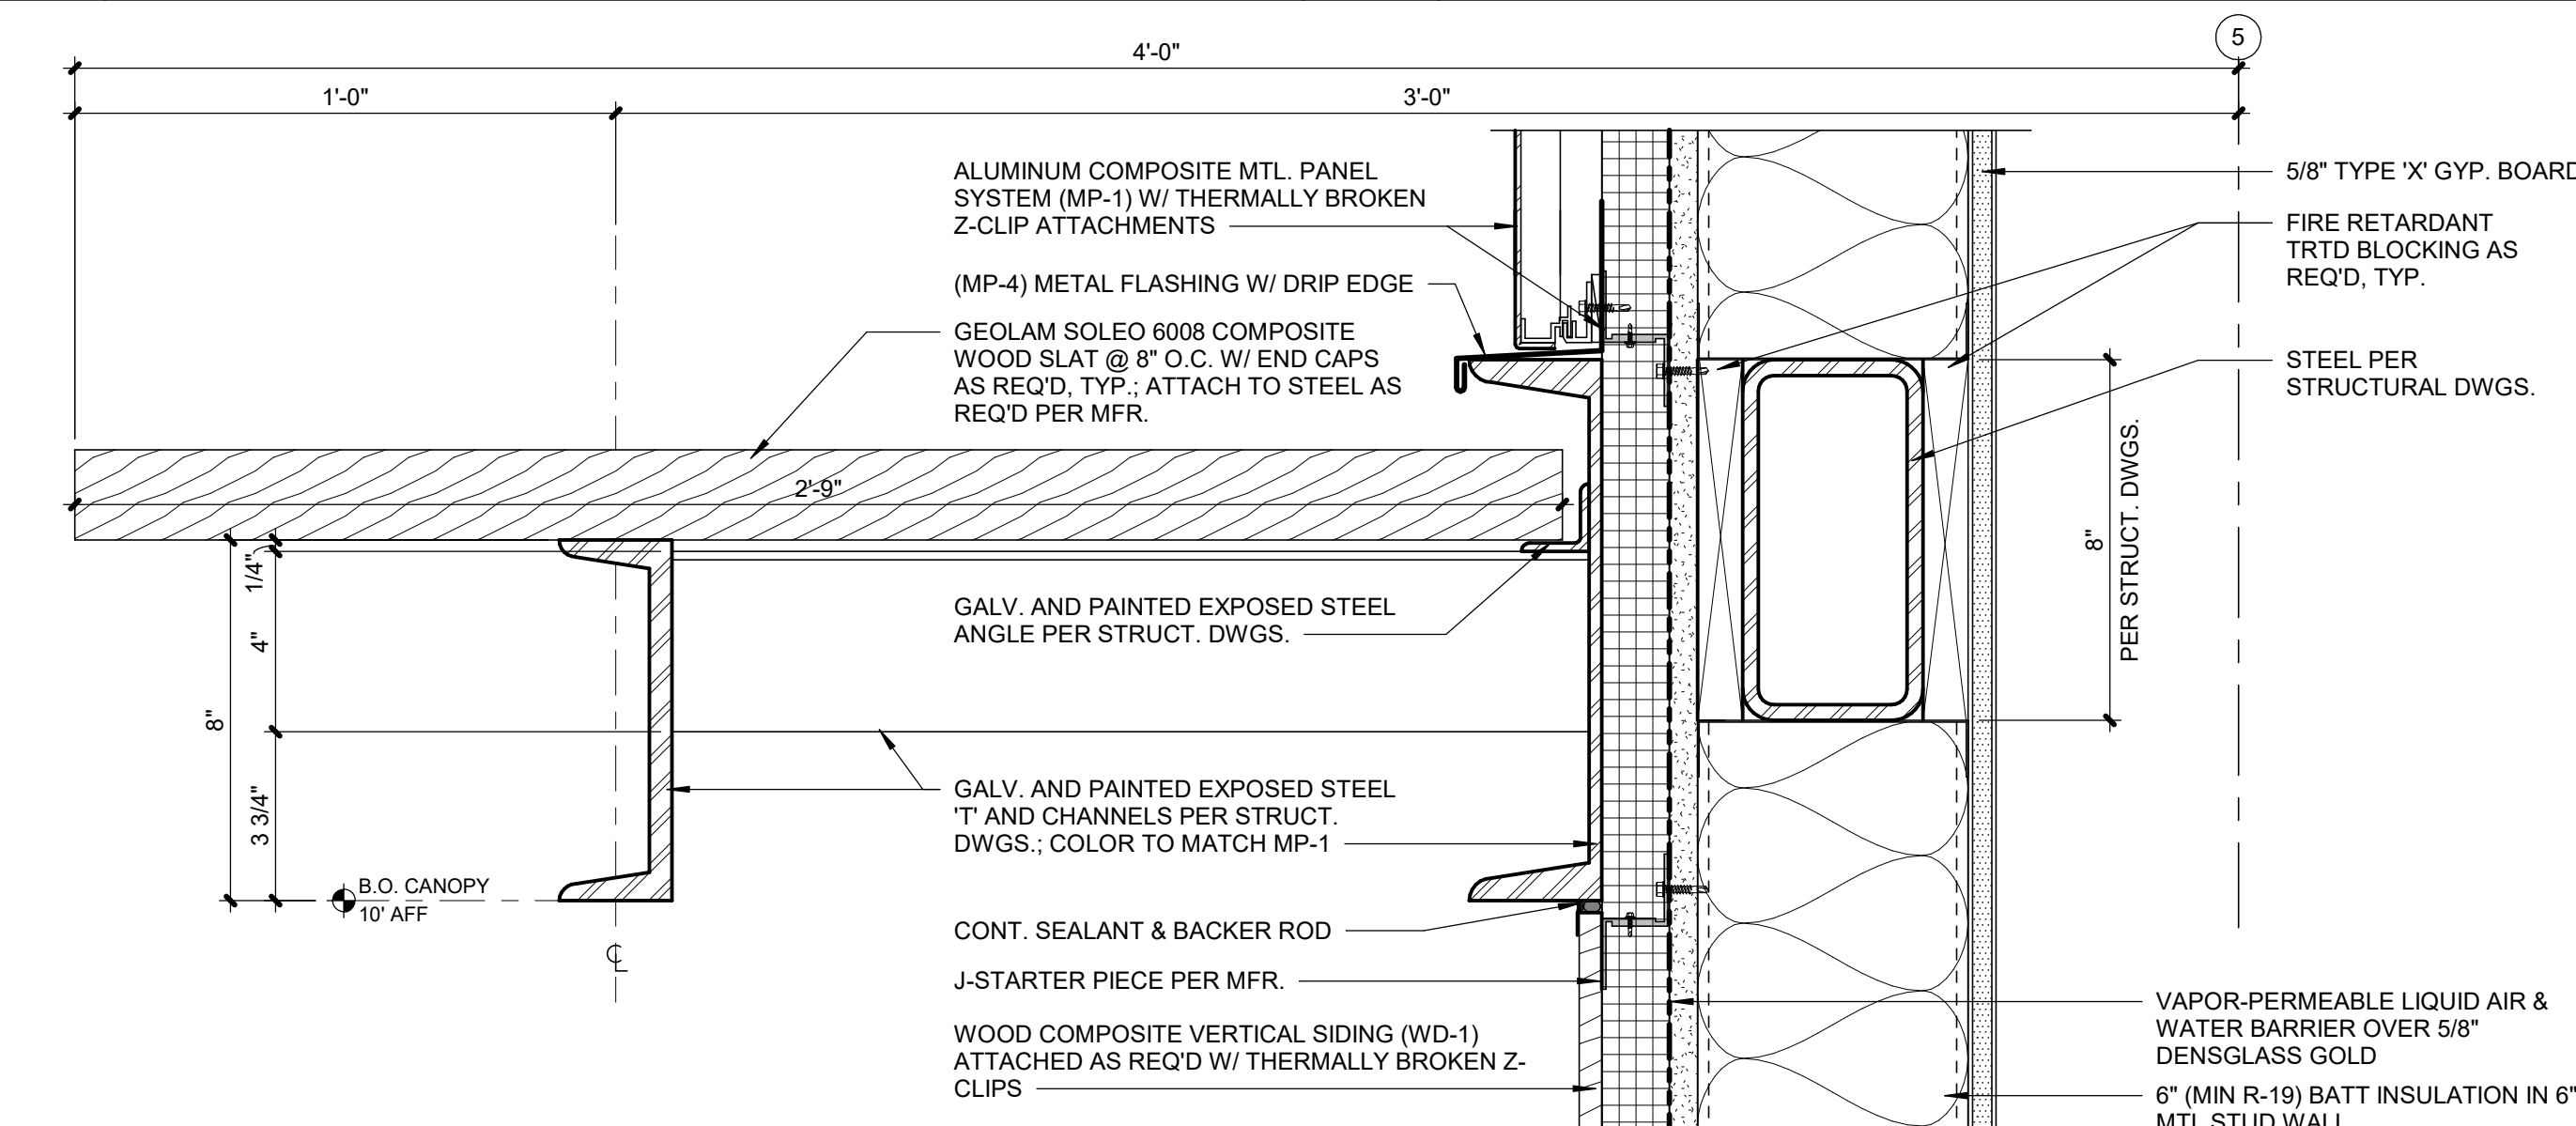 5
4'-0"
1'-0"
3'-0"
ALUMINUM COMPOSITE MTL. PANEL
SYSTEM (MP-1) W/ THERMALLY BROKEN
Z-CLIP ATTACHMENTS
(MP-4) METAL FLASHING W/ DRIP EDGE
GEOLAM SOLEO 6008 COMPOSITE
WOOD SLAT @ 8" O.C. W/ END CAPS
AS REQ'D, TYP.; ATTACH TO STEEL AS
REQ'D PER MFR.
5/8" TYPE 'X' GYP. BOARD
FIRE RETARDANT
TRTD BLOCKING AS
REQ'D, TYP.
STEEL PER
STRUCTURAL DWGS.
2'-9"
8"
PER STRUCT. DWGS.
1/4"
4"
8"
3 3/4"
GALV. AND PAINTED EXPOSED STEEL
ANGLE PER STRUCT. DWGS.
GALV. AND PAINTED EXPOSED STEEL
'T' AND CHANNELS PER STRUCT.
DWGS.; COLOR TO MATCH MP-1
B.O. CANOPY
10' AFF
℄
CONT. SEALANT & BACKER ROD
J-STARTER PIECE PER MFR.
WOOD COMPOSITE VERTICAL SIDING (WD-1)
ATTACHED AS REQ'D W/ THERMALLY BROKEN Z-
CLIPS
VAPOR-PERMEABLE LIQUID AIR &
WATER BARRIER OVER 5/8"
DENSGLASS GOLD
6" (MIN R-19) BATT INSULATION IN 6"
MTL STUD WALL